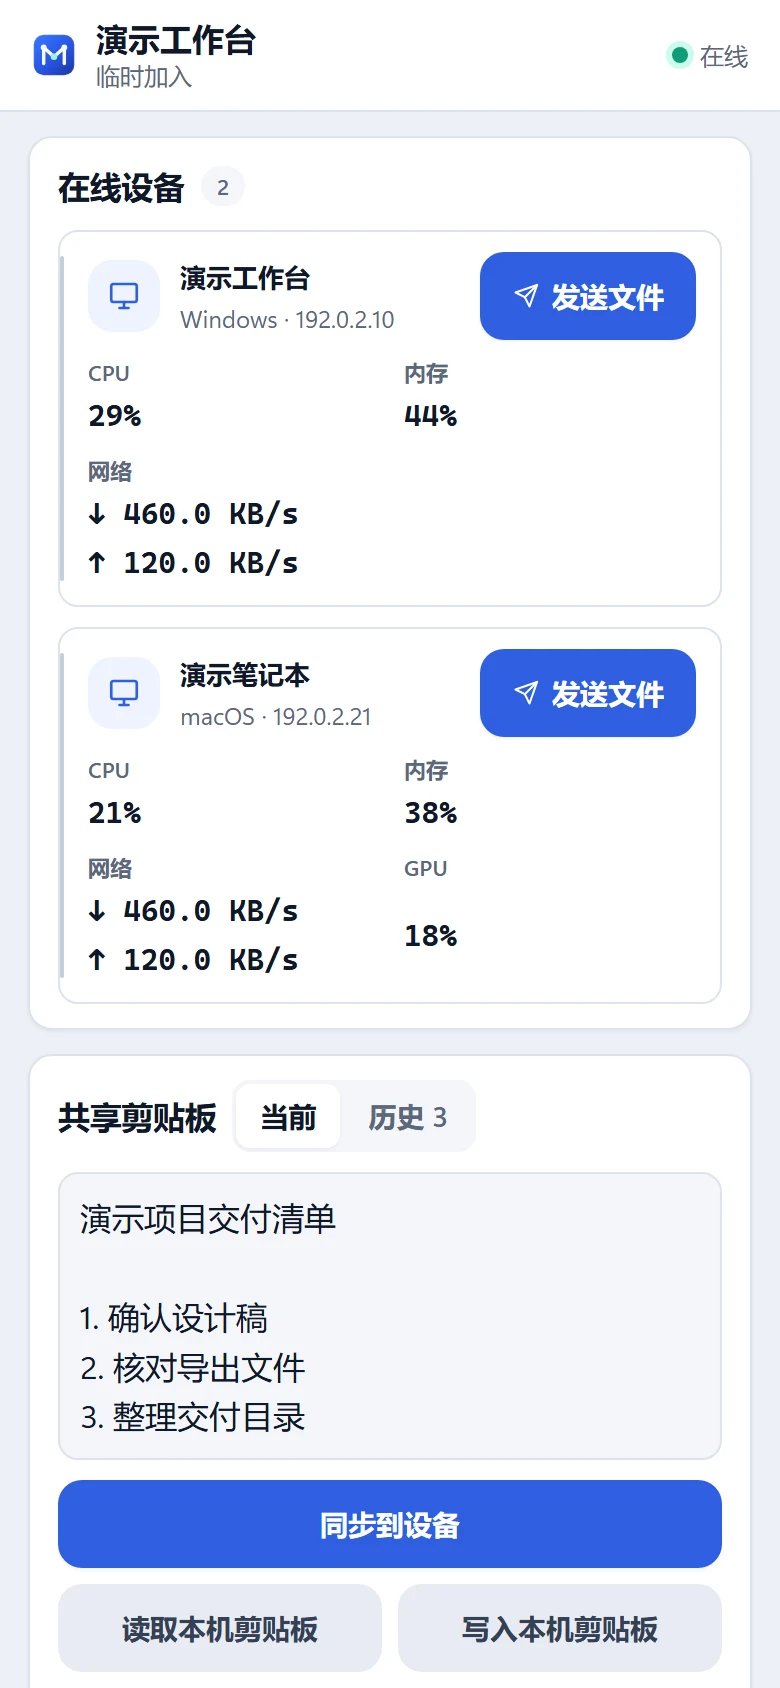 演示工作台
临时加入
在线
在线设备 2
演示工作台
Windows · 192.0.2.10
发送文件
CPU
29%
内存
44%
网络
↓ 460.0 KB/s
↑ 120.0 KB/s
演示笔记本
macOS · 192.0.2.21
发送文件
CPU
21%
内存
38%
网络
↓ 460.0 KB/s
↑ 120.0 KB/s
GPU
18%
共享剪贴板
当前
历史 3
演示项目交付清单
1. 确认设计稿
2. 核对导出文件
3. 整理交付目录
同步到设备
读取本机剪贴板
写入本机剪贴板